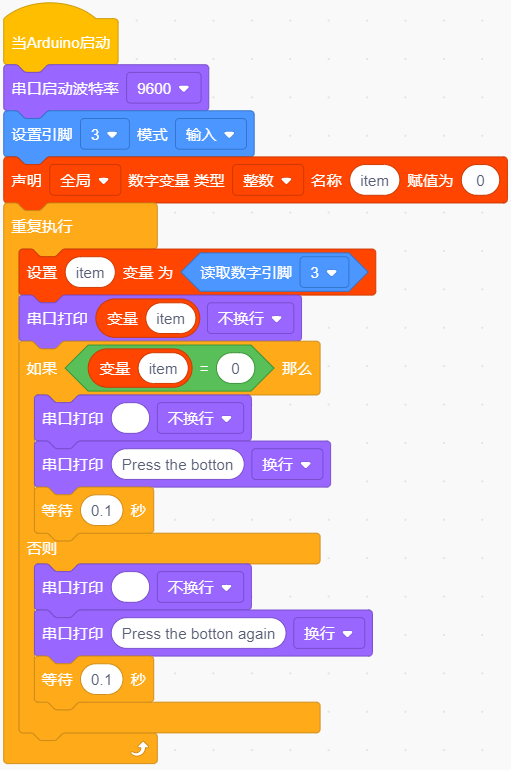 当Arduino启动
串口启动波特率 9600
设置引脚 3 模式 输入
声明 全局 数字变量 类型 整数 名称 item 赋值为 0
重复执行
设置 item 变量 为 读取数字引脚 3
串口打印 变量 item 不换行
如果 变量 item = 0 那么
串口打印 不换行
串口打印 Press the botton 换行
等待 0.1 秒
否则
串口打印 不换行
串口打印 Press the botton again 换行
等待 0.1 秒